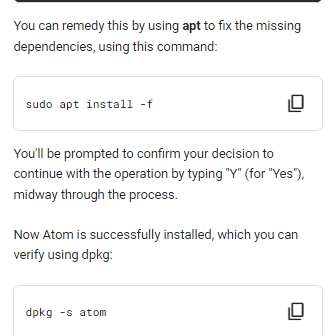 You can remedy this by using apt to fix the missing
dependencies, using this command:
sudo apt install -f
You'll be prompted to confirm your decision to
continue with the operation by typing "Y" (for "Yes"),
midway through the process.
Now Atom is successfully installed, which you can
verify using dpkg:
dpkg -s atom